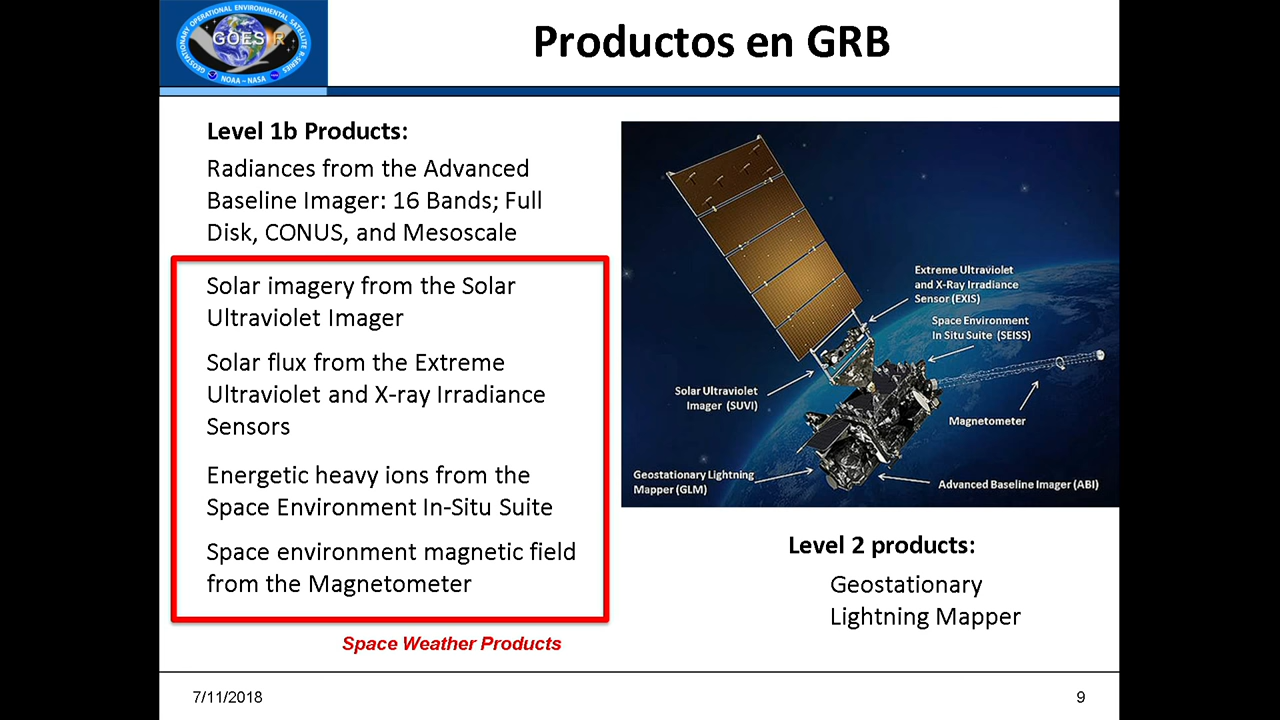 GEOSTATIONARY OPERATIONAL ENVIRONMENTAL SATELLITE R-SERIES
GOES R
NOAA - NASA
Productos en GRB
Level 1b Products:
Radiances from the Advanced
Baseline Imager: 16 Bands; Full
Disk, CONUS, and Mesoscale
Solar imagery from the Solar
Ultraviolet Imager
Solar flux from the Extreme
Ultraviolet and X-ray Irradiance
Sensors
Energetic heavy ions from the
Space Environment In-Situ Suite
Space environment magnetic field
from the Magnetometer
Space Weather Products
Extreme Ultraviolet
and X-Ray Irradiance
Sensor (EXIS)
Space Environment
In Situ Suite (SEISS)
Solar Ultraviolet
Imager (SUVI)
Magnetometer
Geostationary Lightning
Mapper (GLM)
Advanced Baseline Imager (ABI)
Level 2 products:
Geostationary
Lightning Mapper
7/11/2018
9